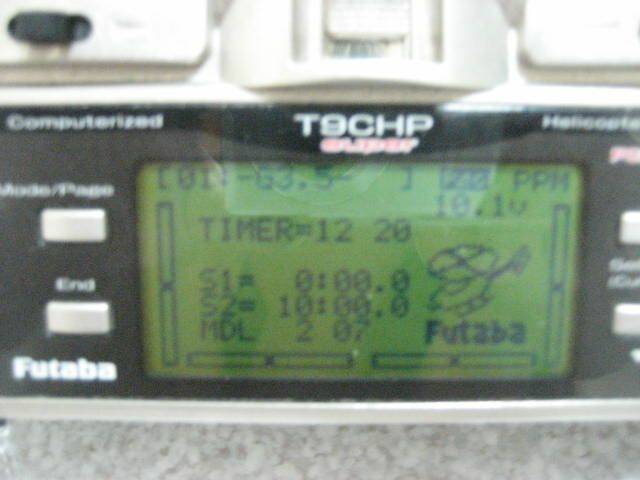 Computerized T9CHP
super
Mode/Page
PPM
10.1v
TIMER=12 20
End
S1= 0:00.0
S2= 10:00.0
MDL 2 07
Futaba
Futaba